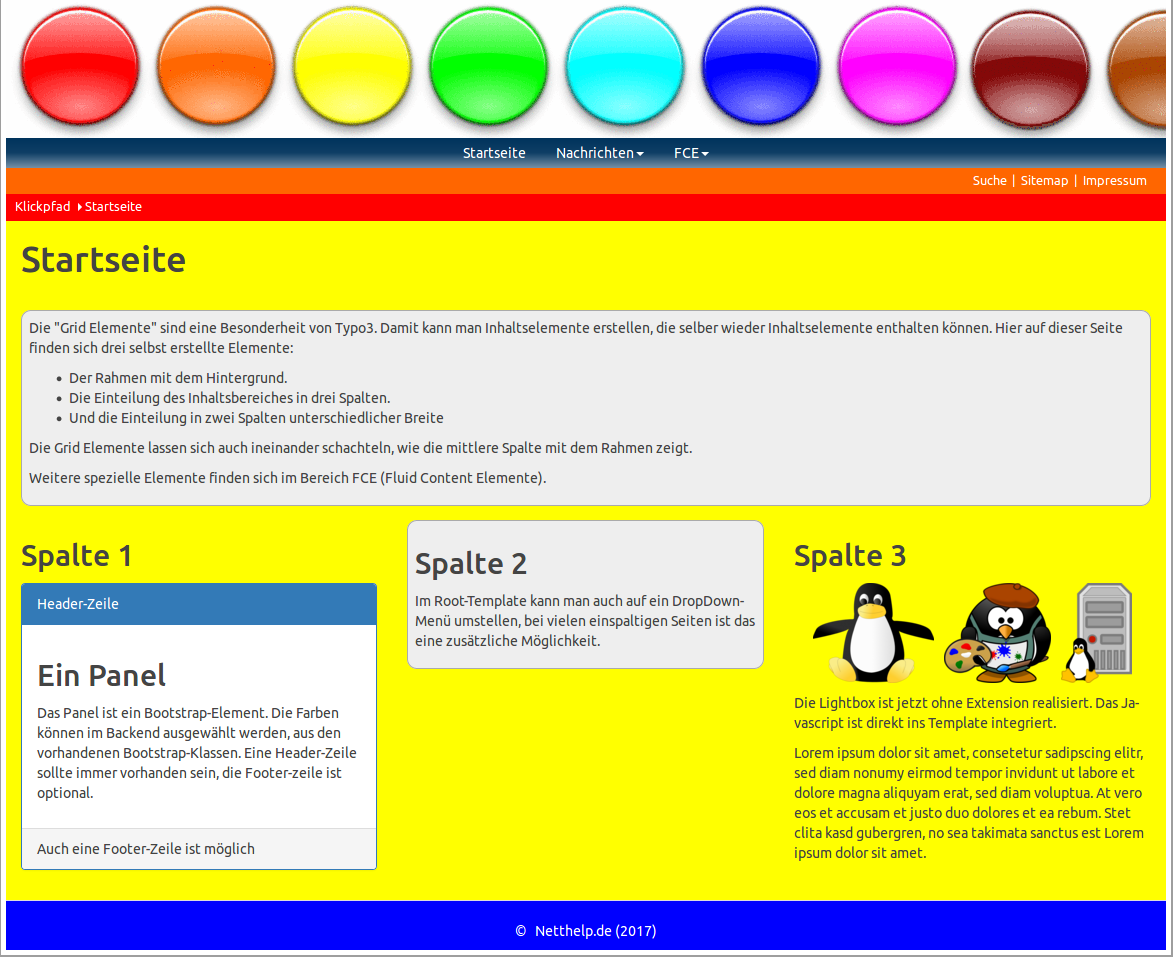 Startseite Nachrichten FCE
Suche | Sitemap | Impressum
Klickpfad Startseite
Startseite
Die "Grid Elemente" sind eine Besonderheit von Typo3. Damit kann man Inhaltselemente erstellen, die selber wieder Inhaltselemente enthalten können. Hier auf dieser Seite
finden sich drei selbst erstellte Elemente:
• Der Rahmen mit dem Hintergrund.
• Die Einteilung des Inhaltsbereiches in drei Spalten.
• Und die Einteilung in zwei Spalten unterschiedlicher Breite
Die Grid Elemente lassen sich auch ineinander schachteln, wie die mittlere Spalte mit dem Rahmen zeigt.
Weitere spezielle Elemente finden sich im Bereich FCE (Fluid Content Elemente).
Spalte 1
Header-Zeile
Ein Panel
Das Panel ist ein Bootstrap-Element. Die Farben
können im Backend ausgewählt werden, aus den
vorhandenen Bootstrap-Klassen. Eine Header-Zeile
sollte immer vorhanden sein, die Footer-zeile ist
optional.
Auch eine Footer-Zeile ist möglich
Spalte 2
Im Root-Template kann man auch auf ein DropDown-
Menü umstellen, bei vielen einspaltigen Seiten ist das
eine zusätzliche Möglichkeit.
Spalte 3
Die Lightbox ist jetzt ohne Extension realisiert. Das Ja-
vascript ist direkt ins Template integriert.
Lorem ipsum dolor sit amet, consetetur sadipscing elitr,
sed diam nonumy eirmod tempor invidunt ut labore et
dolore magna aliquyam erat, sed diam voluptua. At vero
eos et accusam et justo duo dolores et ea rebum. Stet
clita kasd gubergren, no sea takimata sanctus est Lorem
ipsum dolor sit amet.
© Netthelp.de (2017)